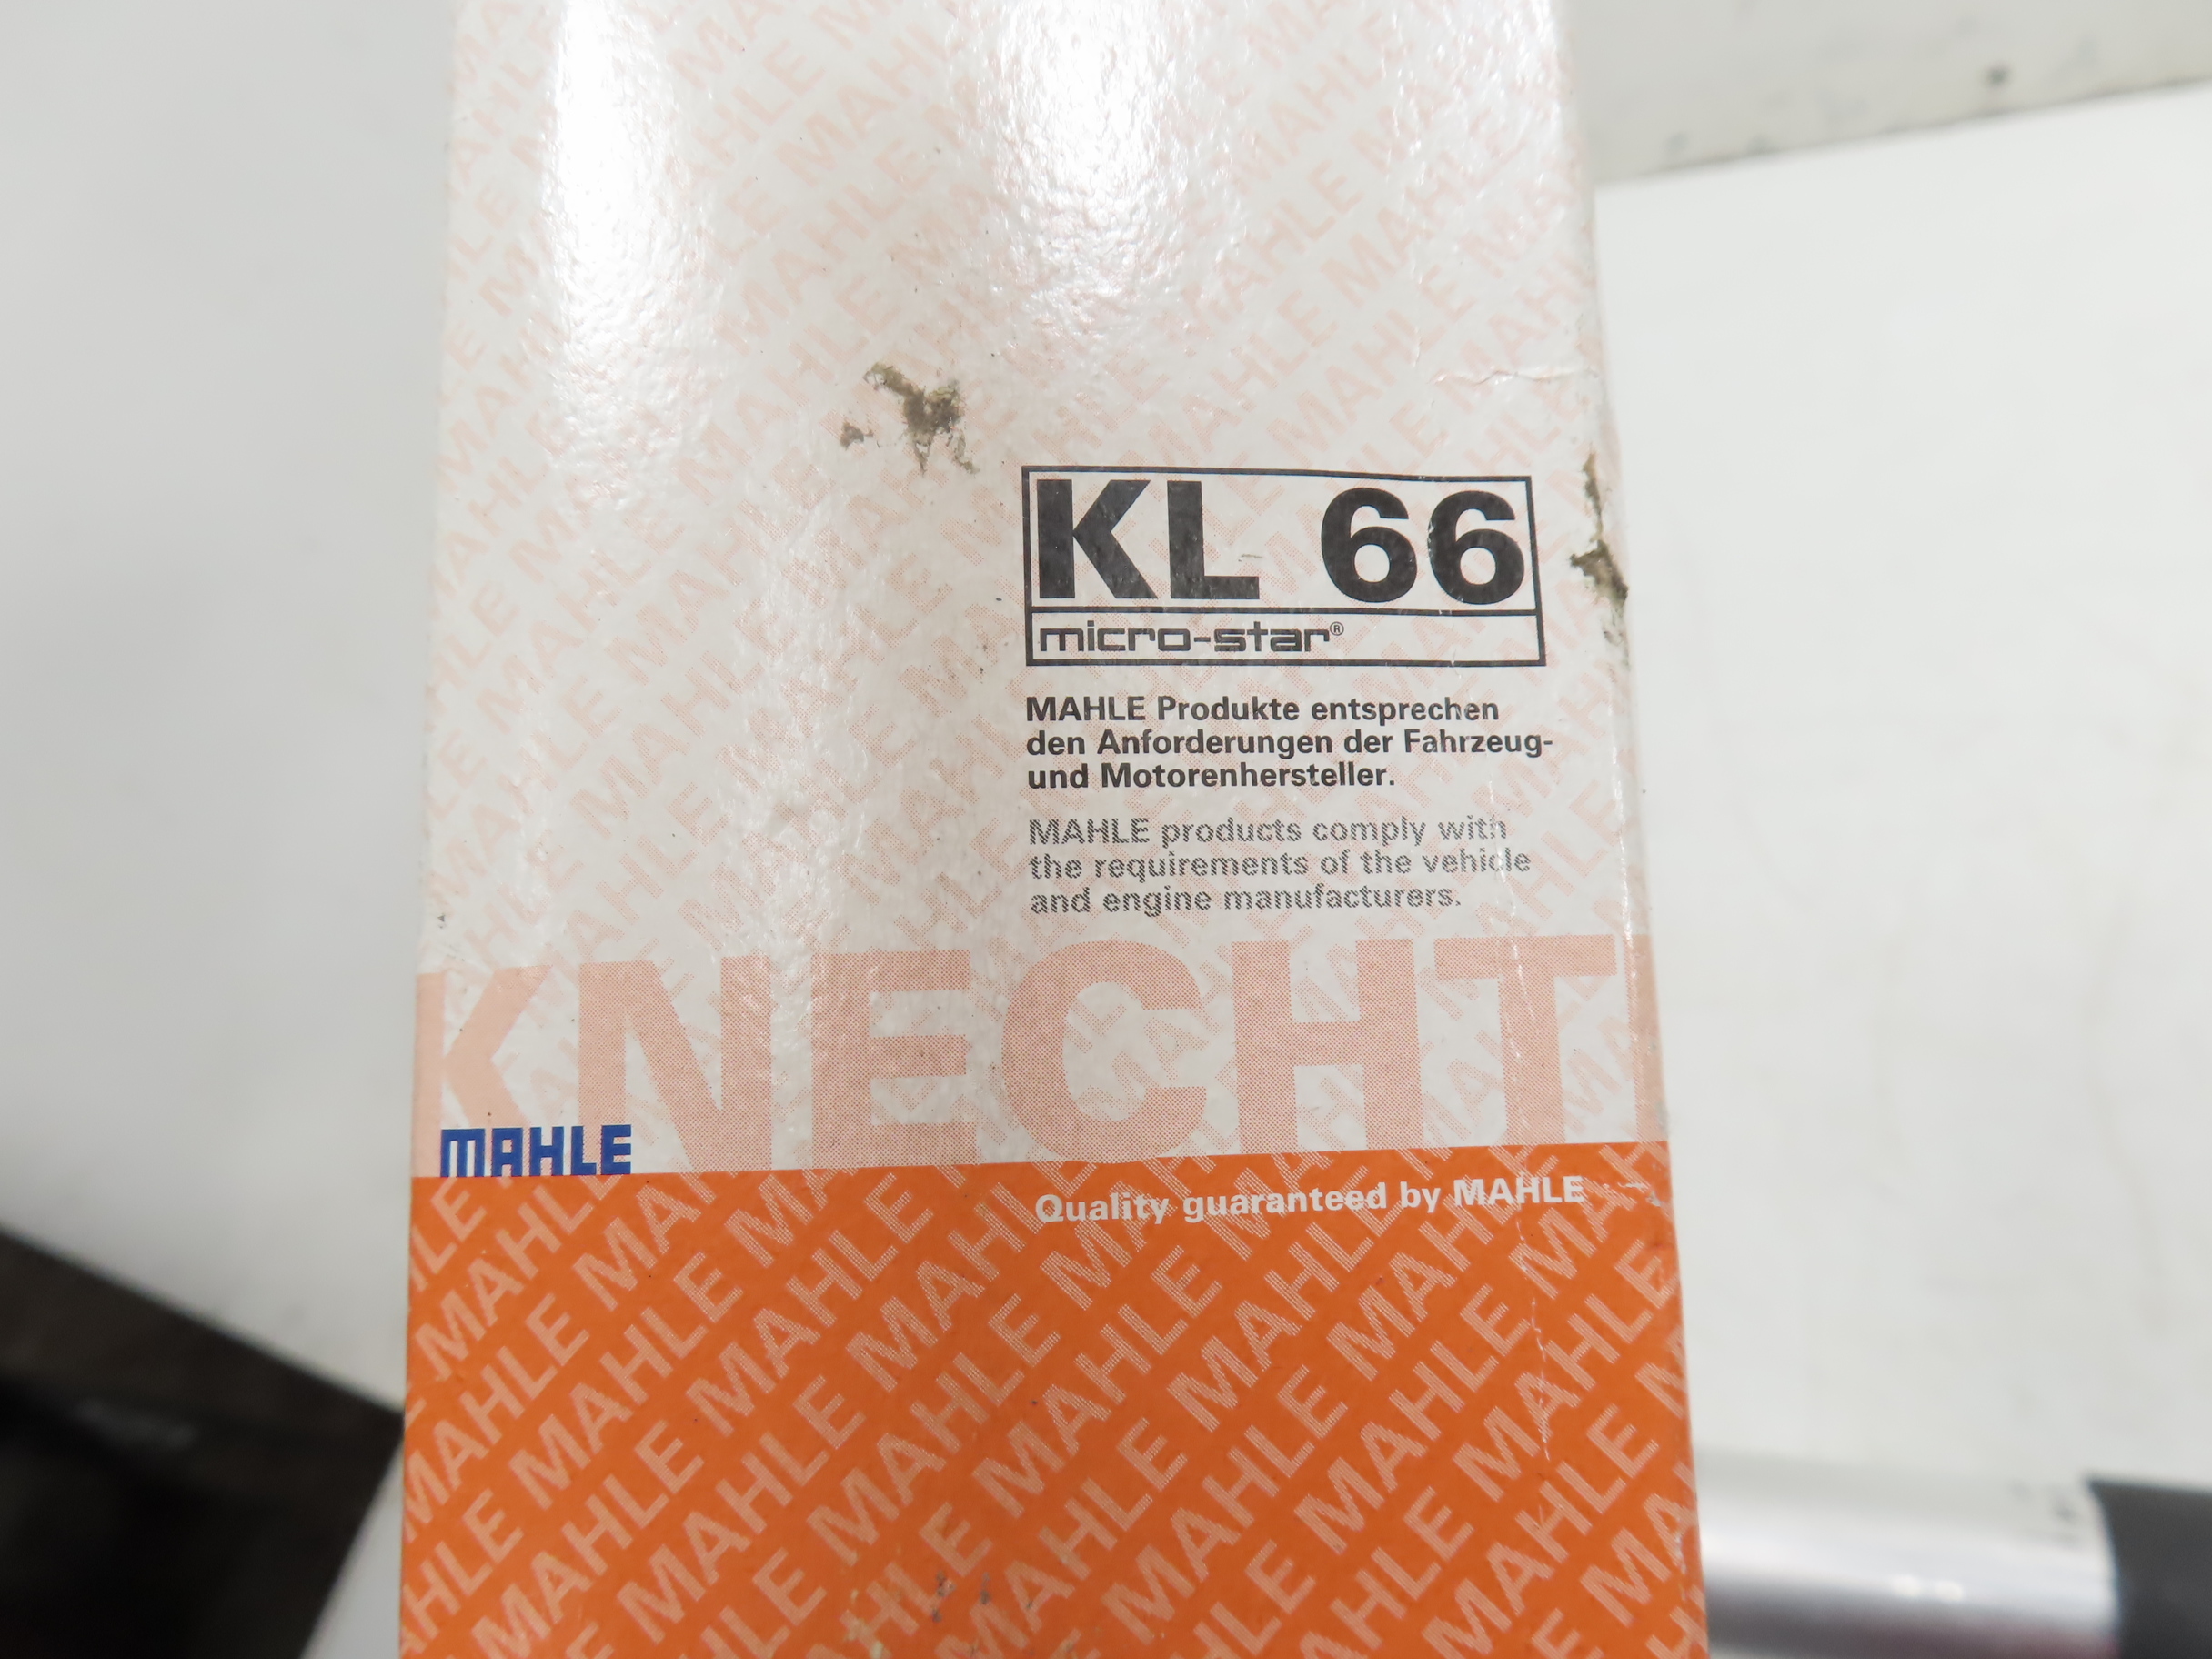 KL 66
micro-star®
MAHLE Produkte entsprechen
den Anforderungen der Fahrzeug-
und Motorenhersteller.
MAHLE products comply with
the requirements of the vehicle
and engine manufacturers.
KNECHT
MAHLE
Quality guaranteed by MAHLE